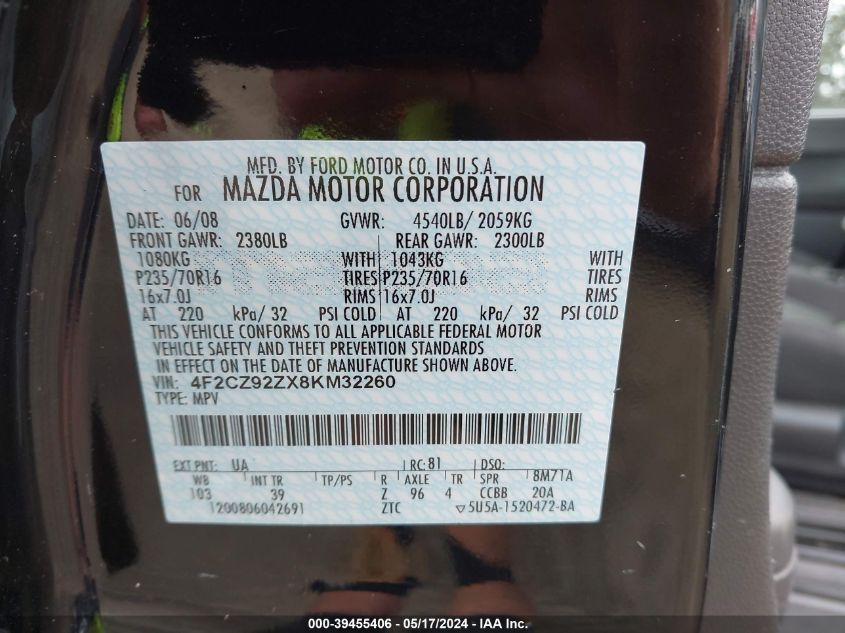 MFD. BY FORD MOTOR CO. IN U.S.A.
FOR MAZDA MOTOR CORPORATION
DATE: 06/08 GVWR: 4540LB/ 2059KG
FRONT GAWR: 2380LB REAR GAWR: 2300LB
1080KG WITH 1043KG WITH
P235/70R16 TIRES P235/70R16 TIRES
16x7.0J RIMS 16x7.0J RIMS
AT 220 kPa/ 32 PSI COLD AT 220 kPa/ 32 PSI COLD
THIS VEHICLE CONFORMS TO ALL APPLICABLE FEDERAL MOTOR
VEHICLE SAFETY AND THEFT PREVENTION STANDARDS
IN EFFECT ON THE DATE OF MANUFACTURE SHOWN ABOVE.
VIN: 4F2CZ92ZX8KM32260
TYPE: MPV
EXT PNT: UA RC: 81 DSO:
WB INT TR TP/PS R AXLE TR SPR 8M71A
103 39 Z 96 4 CCBB 20A
1200806042691 ZTC ▽5U5A-1520472-BA
000-39455406 - 05/17/2024 - IAA Inc.